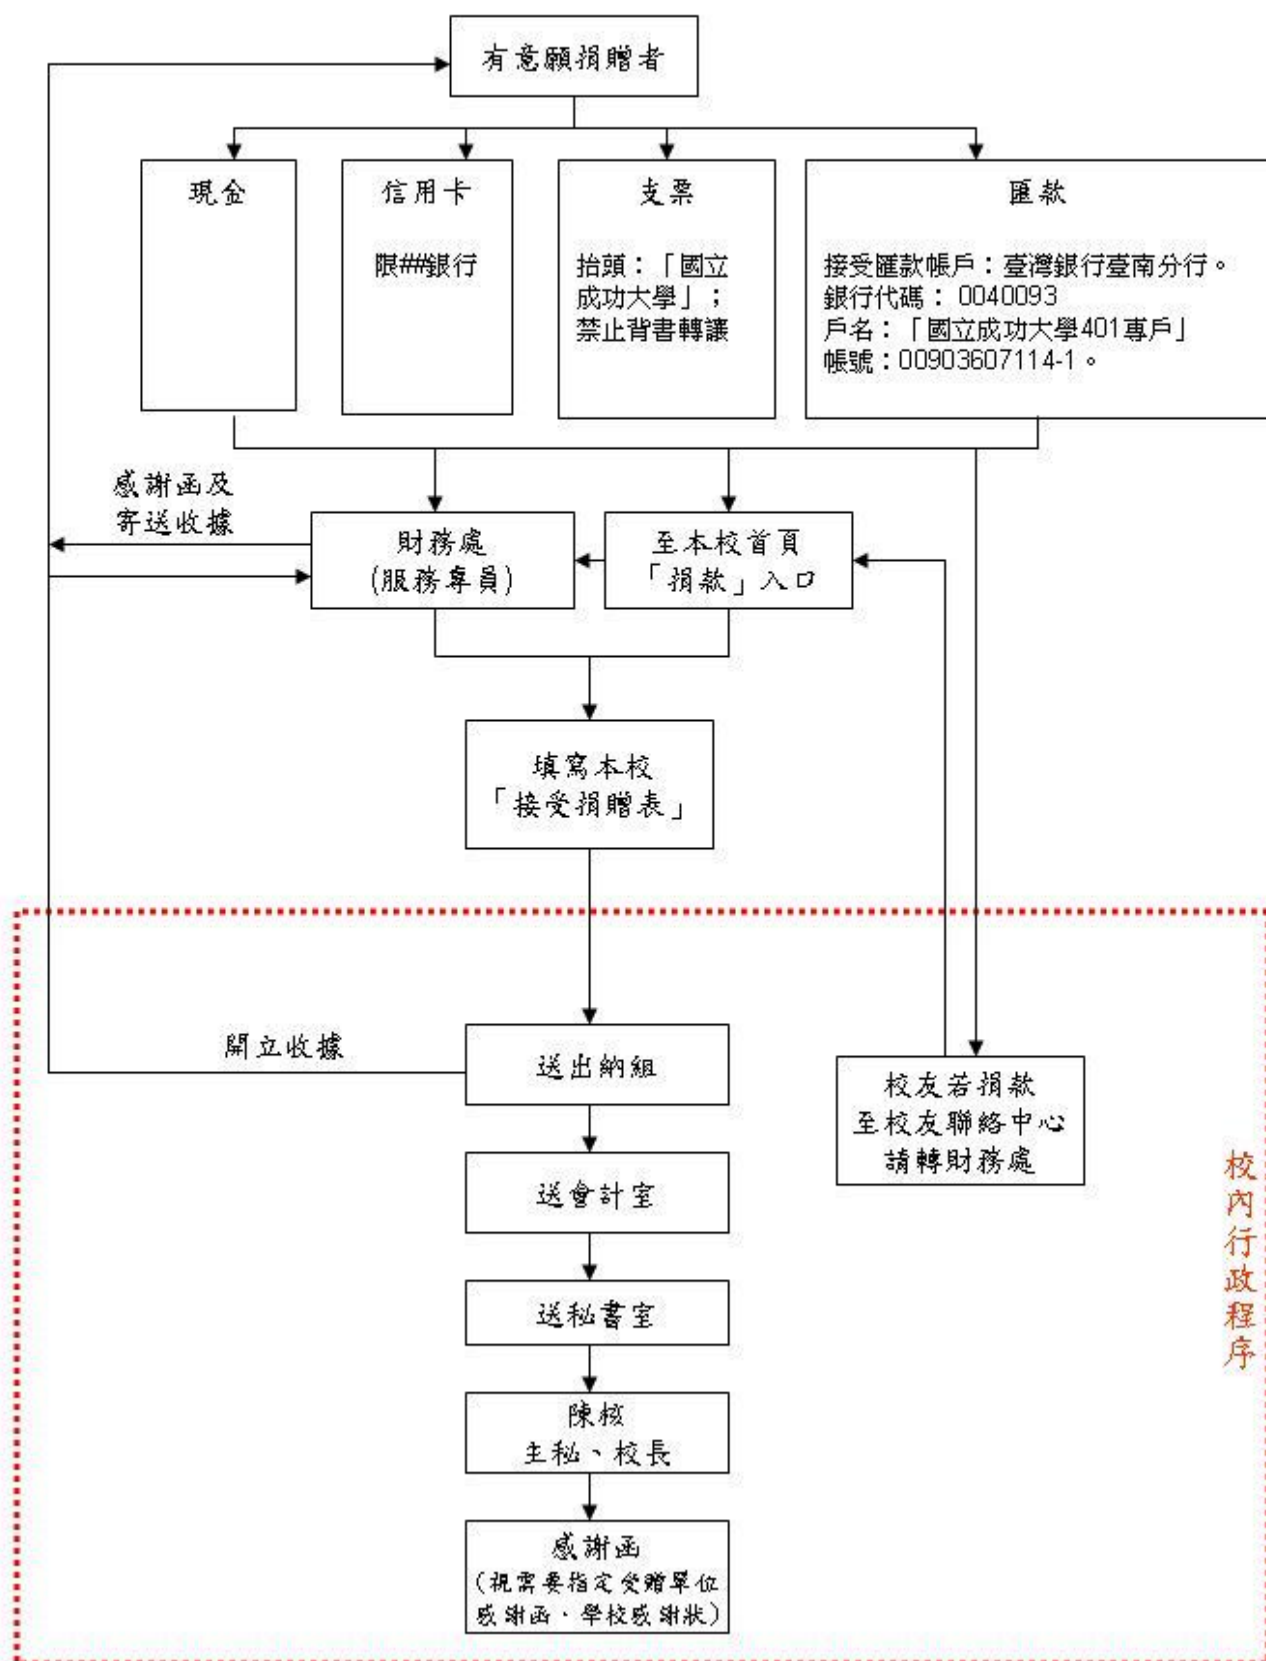 有意願捐贈者
現金
信用卡
限##銀行
支票
抬頭：「國立
成功大學」；
禁止背書轉讓
匯款
接受匯款帳戶：臺灣銀行臺南分行。
銀行代碼： 0040093
戶名：「國立成功大學401專戶」
帳號：00903607114-1。
感謝函及
寄送收據
財務處
(服務專員)
至本校首頁
「捐款」入口
填寫本校
「接受捐贈表」
開立收據
送出納組
校友若捐款
至校友聯絡中心
請轉財務處
送會計室
送秘書室
陳核
主秘、校長
感謝函
(視需要指定受贈單位
感謝函、學校感謝狀)
校內行政程序